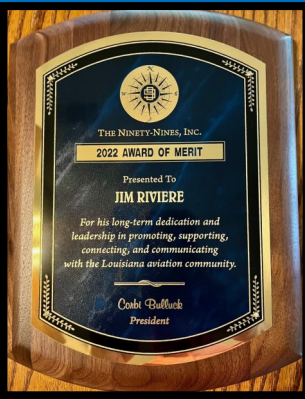 N
THE NINETY-NINES, INC.
2022 AWARD OF MERIT
Presented To
JIM RIVIERE
For his long-term dedication and
leadership in promoting, supporting,
connecting, and communicating
with the Louisiana aviation community.
Corbi Bulluck
President